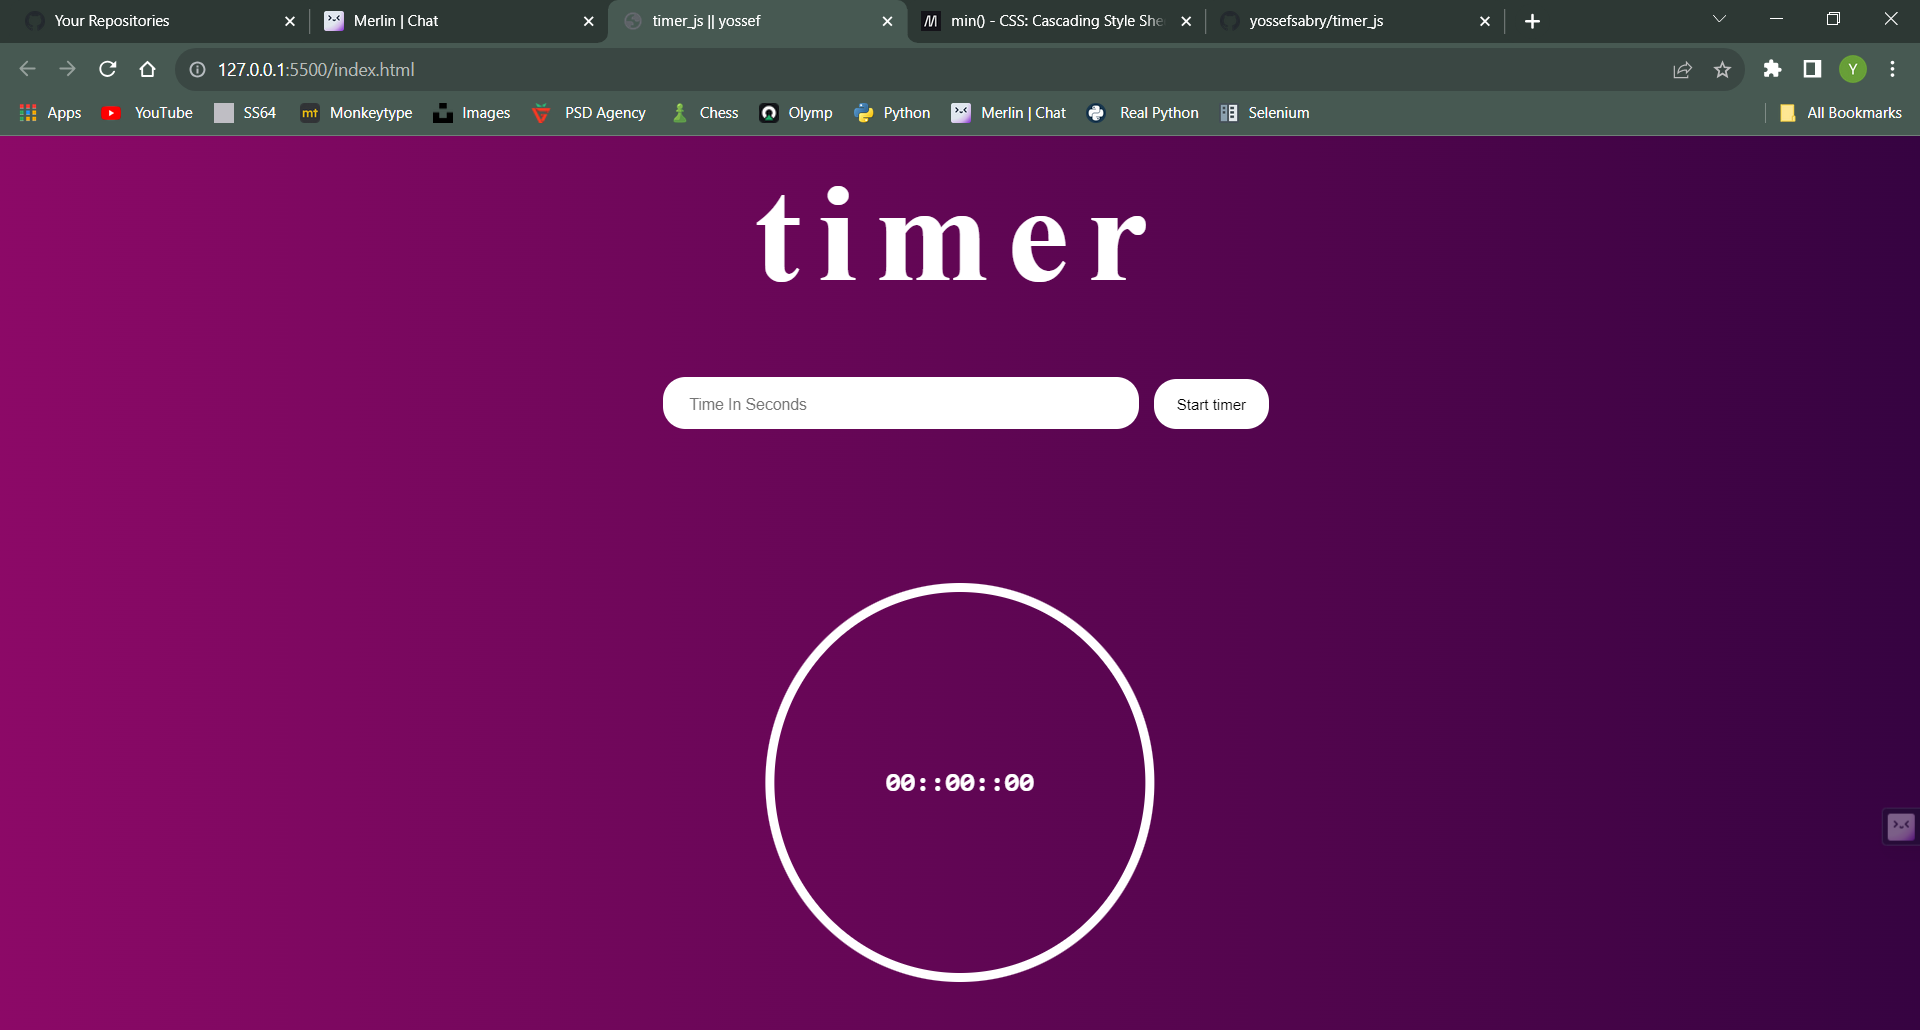 Your Repositories
Merlin | Chat
timer_js || yossef
min() - CSS: Cascading Style She
yossefsabry/timer_js
127.0.0.1:5500/index.html
Y
Apps
YouTube
SS64
mt
Monkeytype
Images
PSD Agency
Chess
Olymp
Python
Merlin | Chat
Real Python
Selenium
All Bookmarks
timer
Time In Seconds
Start timer
00::00::00